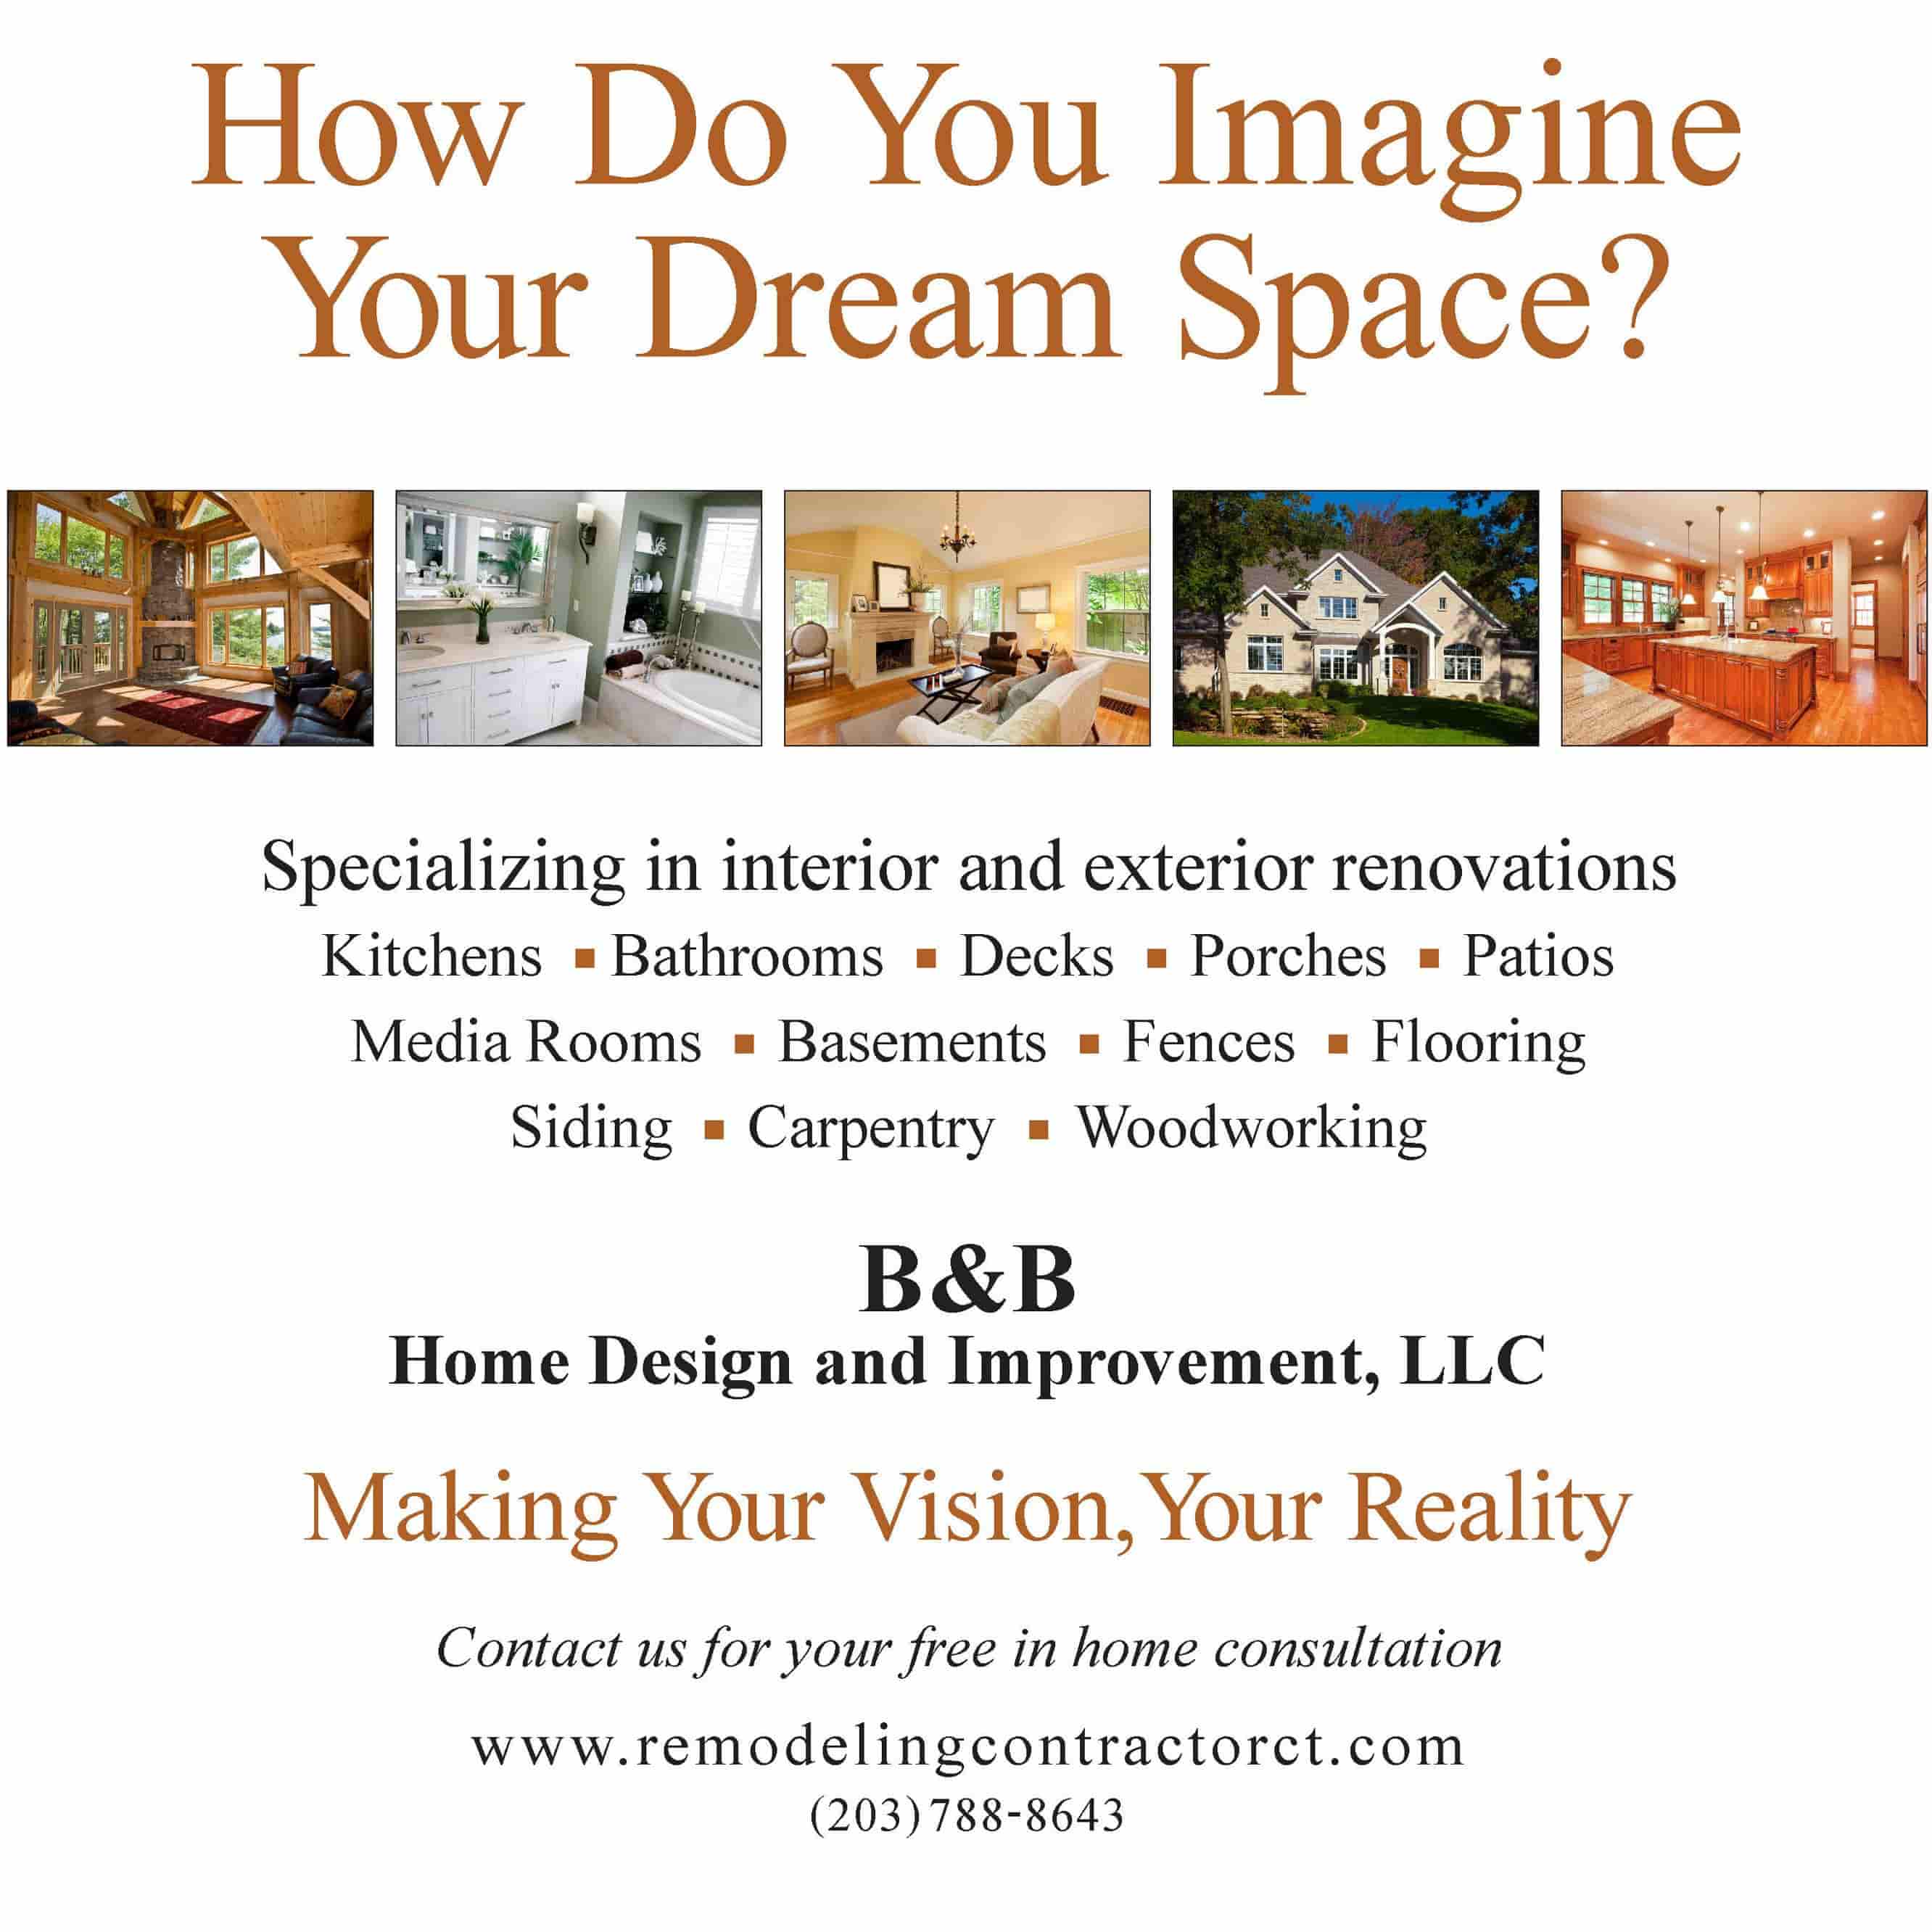 How Do You Imagine
Your Dream Space?
Specializing in interior and exterior renovations
Kitchens ▪ Bathrooms ▪ Decks ▪ Porches ▪ Patios
Media Rooms ▪ Basements ▪ Fences ▪ Flooring
Siding ▪ Carpentry ▪ Woodworking
B&B
Home Design and Improvement, LLC
Making Your Vision, Your Reality
Contact us for your free in home consultation
www.remodelingcontractorct.com
(203) 788-8643